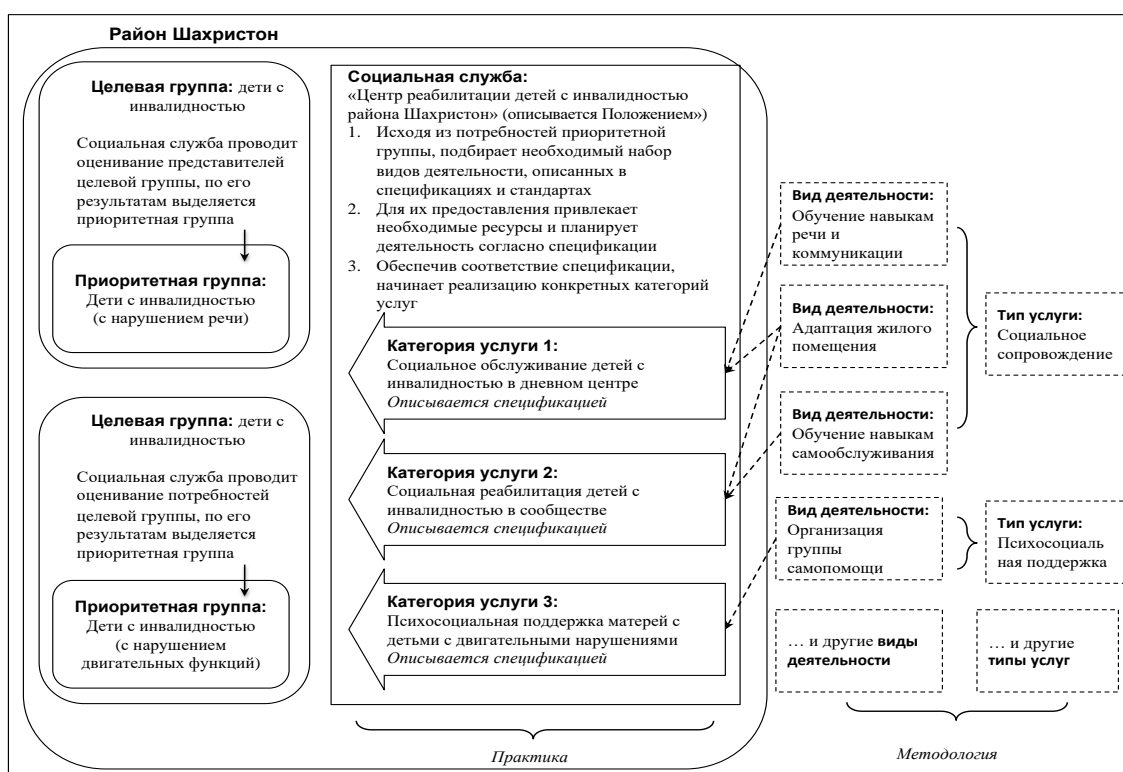 Район Шахристон
Целевая группа: дети с
инвалидностью
Социальная служба проводит
оценивание представителей
целевой группы, по его
результатам выделяется
приоритетная группа
Приоритетная группа:
Дети с инвалидностью
(с нарушением речи)
Целевая группа: дети с
инвалидностью
Социальная служба проводит
оценивание потребностей
целевой группы, по его
результатам выделяется
приоритетная группа
Приоритетная группа:
Дети с инвалидностью
(с нарушением
двигательных функций)
Социальная служба:
«Центр реабилитации детей с инвалидностью
района Шахристон» (описывается Положением»)
1. Исходя из потребностей приоритетной
группы, подбирает необходимый набор
видов деятельности, описанных в
спецификациях и стандартах
2. Для их предоставления привлекает
необходимые ресурсы и планирует
деятельность согласно спецификации
3. Обеспечив соответствие спецификации,
начинает реализацию конкретных категорий
услуг
Категория услуги 1:
Социальное обслуживание детей с
инвалидностью в дневном центре
Описывается спецификацией
Категория услуги 2:
Социальная реабилитация детей с
инвалидностью в сообществе
Описывается спецификацией
Категория услуги 3:
Психосоциальная поддержка матерей с
детьми с двигательными нарушениями
Описывается спецификацией
Практика
Вид деятельности:
Обучение навыкам
речи и
коммуникации
Вид деятельности:
Адаптация жилого
помещения
Вид деятельности:
Обучение навыкам
самообслуживания
Вид деятельности:
Организация
группы
самопомощи
… и другие виды
деятельности
Тип услуги:
Социальное
сопровождение
Тип услуги:
Психосоциаль
ная поддержка
… и другие
типы услуг
Методология